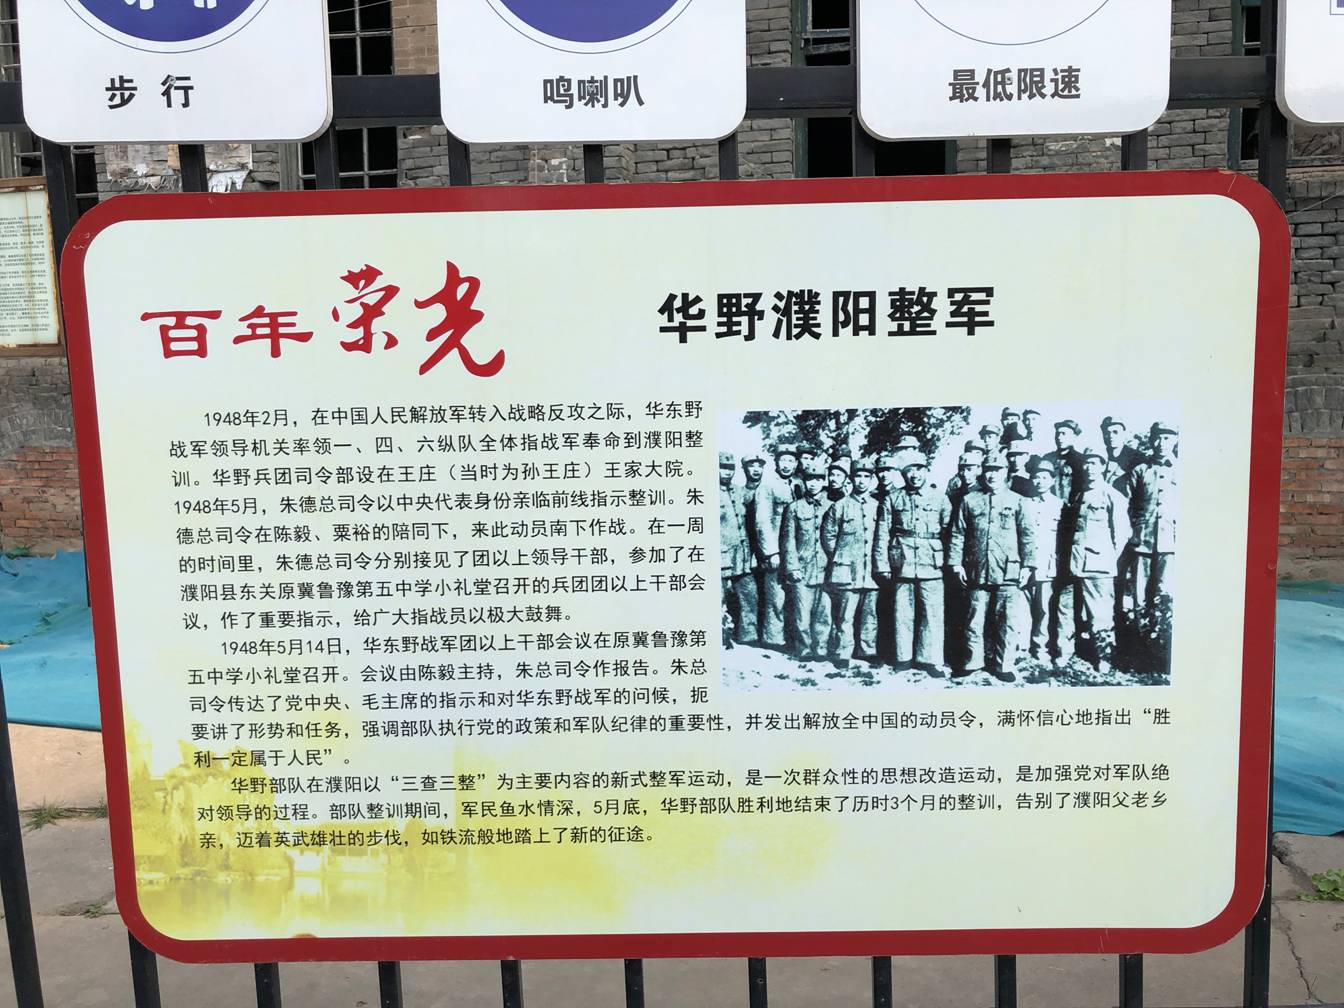 步 行
鸣喇叭
最低限速
百年荣光
华野濮阳整军
1948年2月，在中国人民解放军转入战略反攻之际，华东野
战军领导机关率领一、四、六纵队全体指战军奉命到濮阳整
训。华野兵团司令部设在王庄（当时为孙王庄）王家大院。
1948年5月，朱德总司令以中央代表身份亲临前线指示整训。朱
德总司令在陈毅、粟裕的陪同下，来此动员南下作战。在一周
的时间里，朱德总司令分别接见了团以上领导干部，参加了在
濮阳县东关原冀鲁豫第五中学小礼堂召开的兵团团以上干部会
议，作了重要指示，给广大指战员以极大鼓舞。
1948年5月14日，华东野战军团以上干部会议在原冀鲁豫第
五中学小礼堂召开。会议由陈毅主持，朱总司令作报告。朱总
司令传达了党中央、毛主席的指示和对华东野战军的问候，扼
要讲了形势和任务，强调部队执行党的政策和军队纪律的重要性，并发出解放全中国的动员令，满怀信心地指出“胜
利一定属于人民”。
华野部队在濮阳以“三查三整”为主要内容的新式整军运动，是一次群众性的思想改造运动，是加强党对军队绝
对领导的过程。部队整训期间，军民鱼水情深，5月底，华野部队胜利地结束了历时3个月的整训，告别了濮阳父老乡
亲，迈着英武雄壮的步伐，如铁流般地踏上了新的征途。